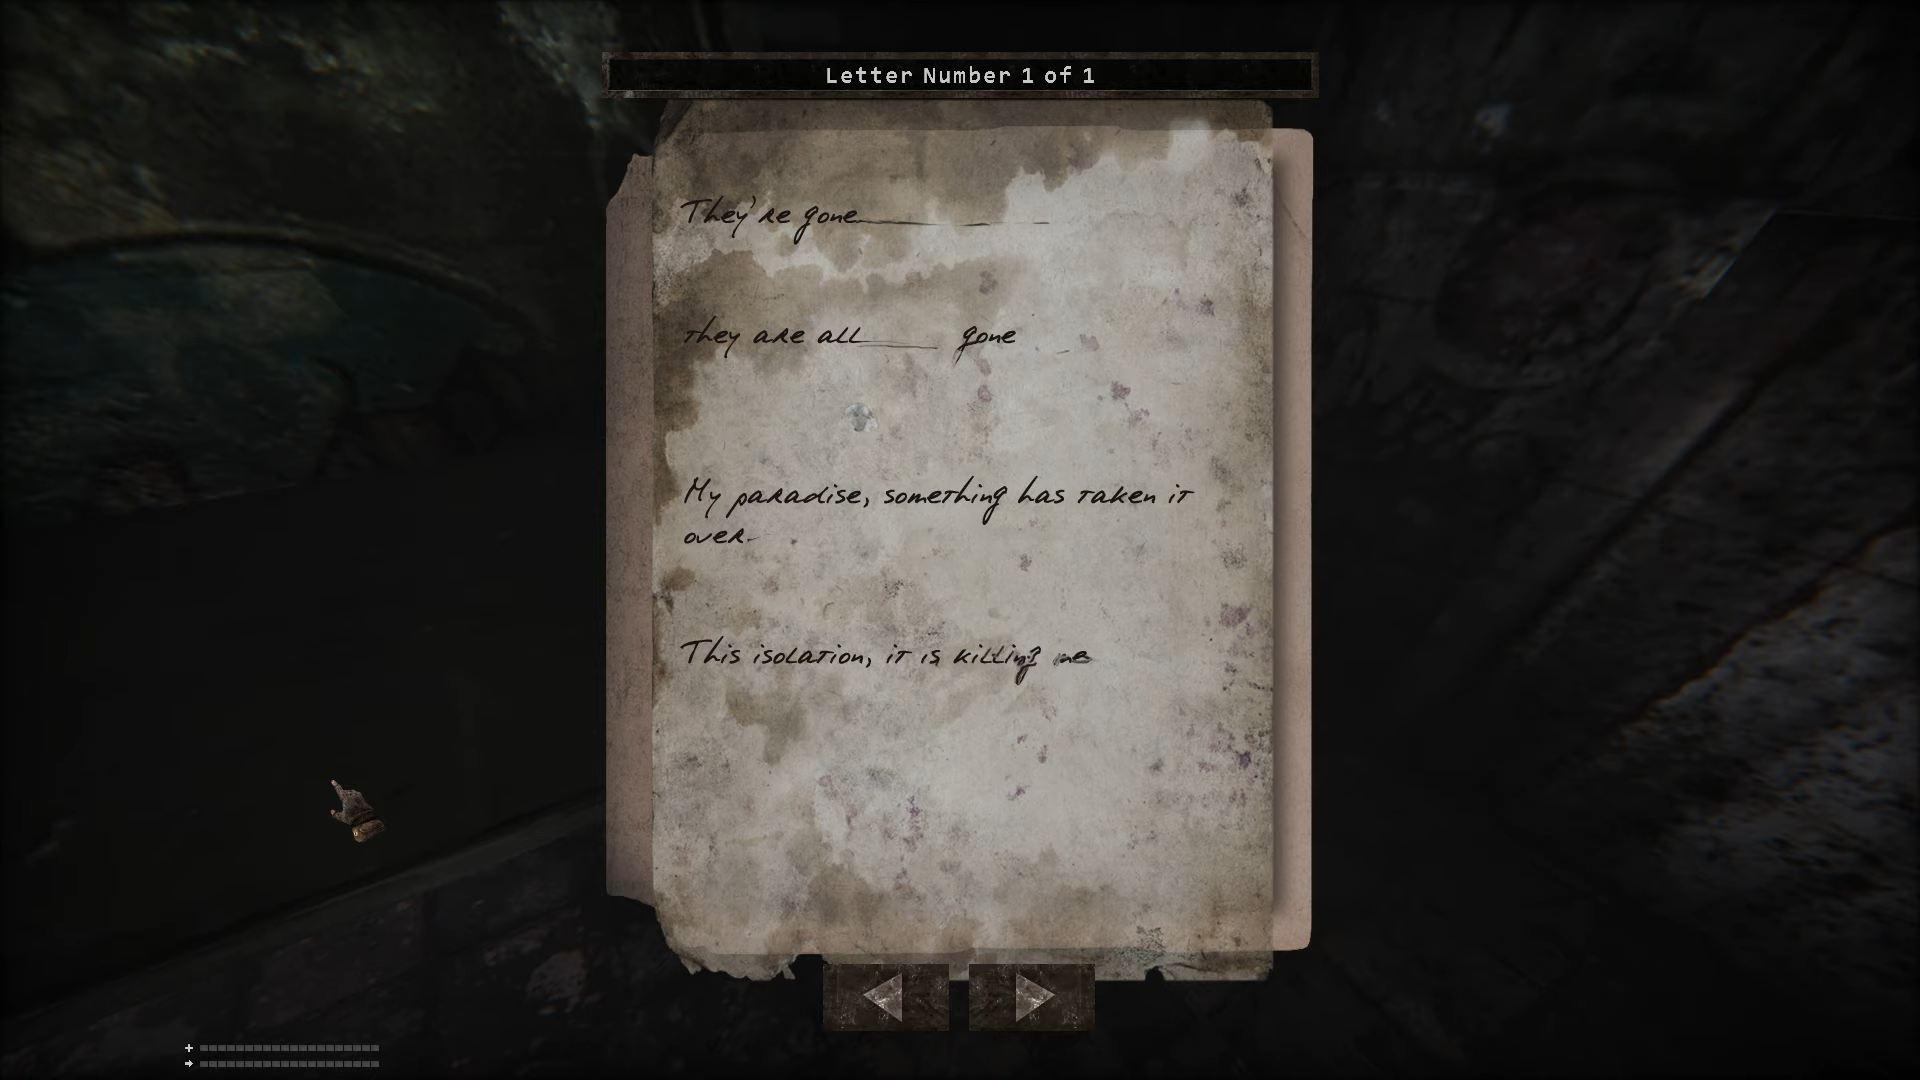 Letter Number 1 of 1
They're gone
They are all gone
My paradise, something has taken it
over
This isolation, it is killing me